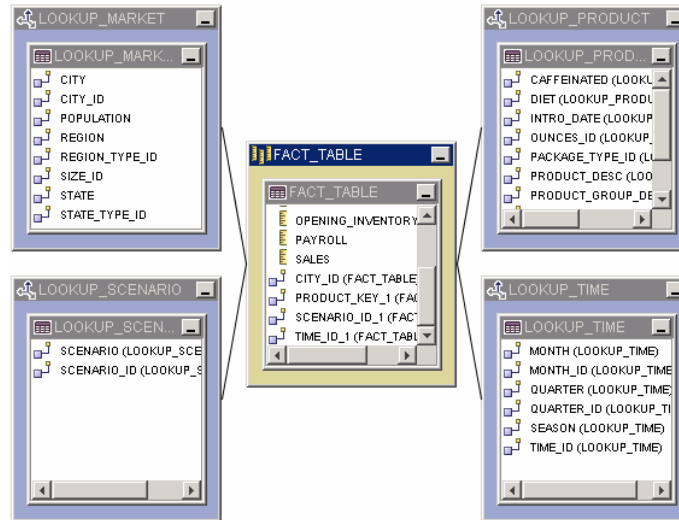 LOOKUP_MARKET
LOOKUP_MARK...
CITY
CITY_ID
POPULATION
REGION
REGION_TYPE_ID
SIZE_ID
STATE
STATE_TYPE_ID
LOOKUP_PRODUCT
LOOKUP_PROD...
CAFFEINATED (LOOKU
DIET (LOOKUP_PRODU
INTRO_DATE (LOOKUP
OUNCES_ID (LOOKUP_
PACKAGE_TYPE_ID (LO
PRODUCT_DESC (LOO
PRODUCT_GROUP_DE
FACT_TABLE
FACT_TABLE
OPENING_INVENTORY
PAYROLL
SALES
CITY_ID (FACT_TABLE
PRODUCT_KEY_1 (FAC
SCENARIO_ID_1 (FACT
TIME_ID_1 (FACT_TABL
LOOKUP_SCENARIO
LOOKUP_SCEN...
SCENARIO (LOOKUP_SCE
SCENARIO_ID (LOOKUP_S
LOOKUP_TIME
LOOKUP_TIME
MONTH (LOOKUP_TIME)
MONTH_ID (LOOKUP_TIME
QUARTER (LOOKUP_TIME)
QUARTER_ID (LOOKUP_TI
SEASON (LOOKUP_TIME)
TIME_ID (LOOKUP_TIME)